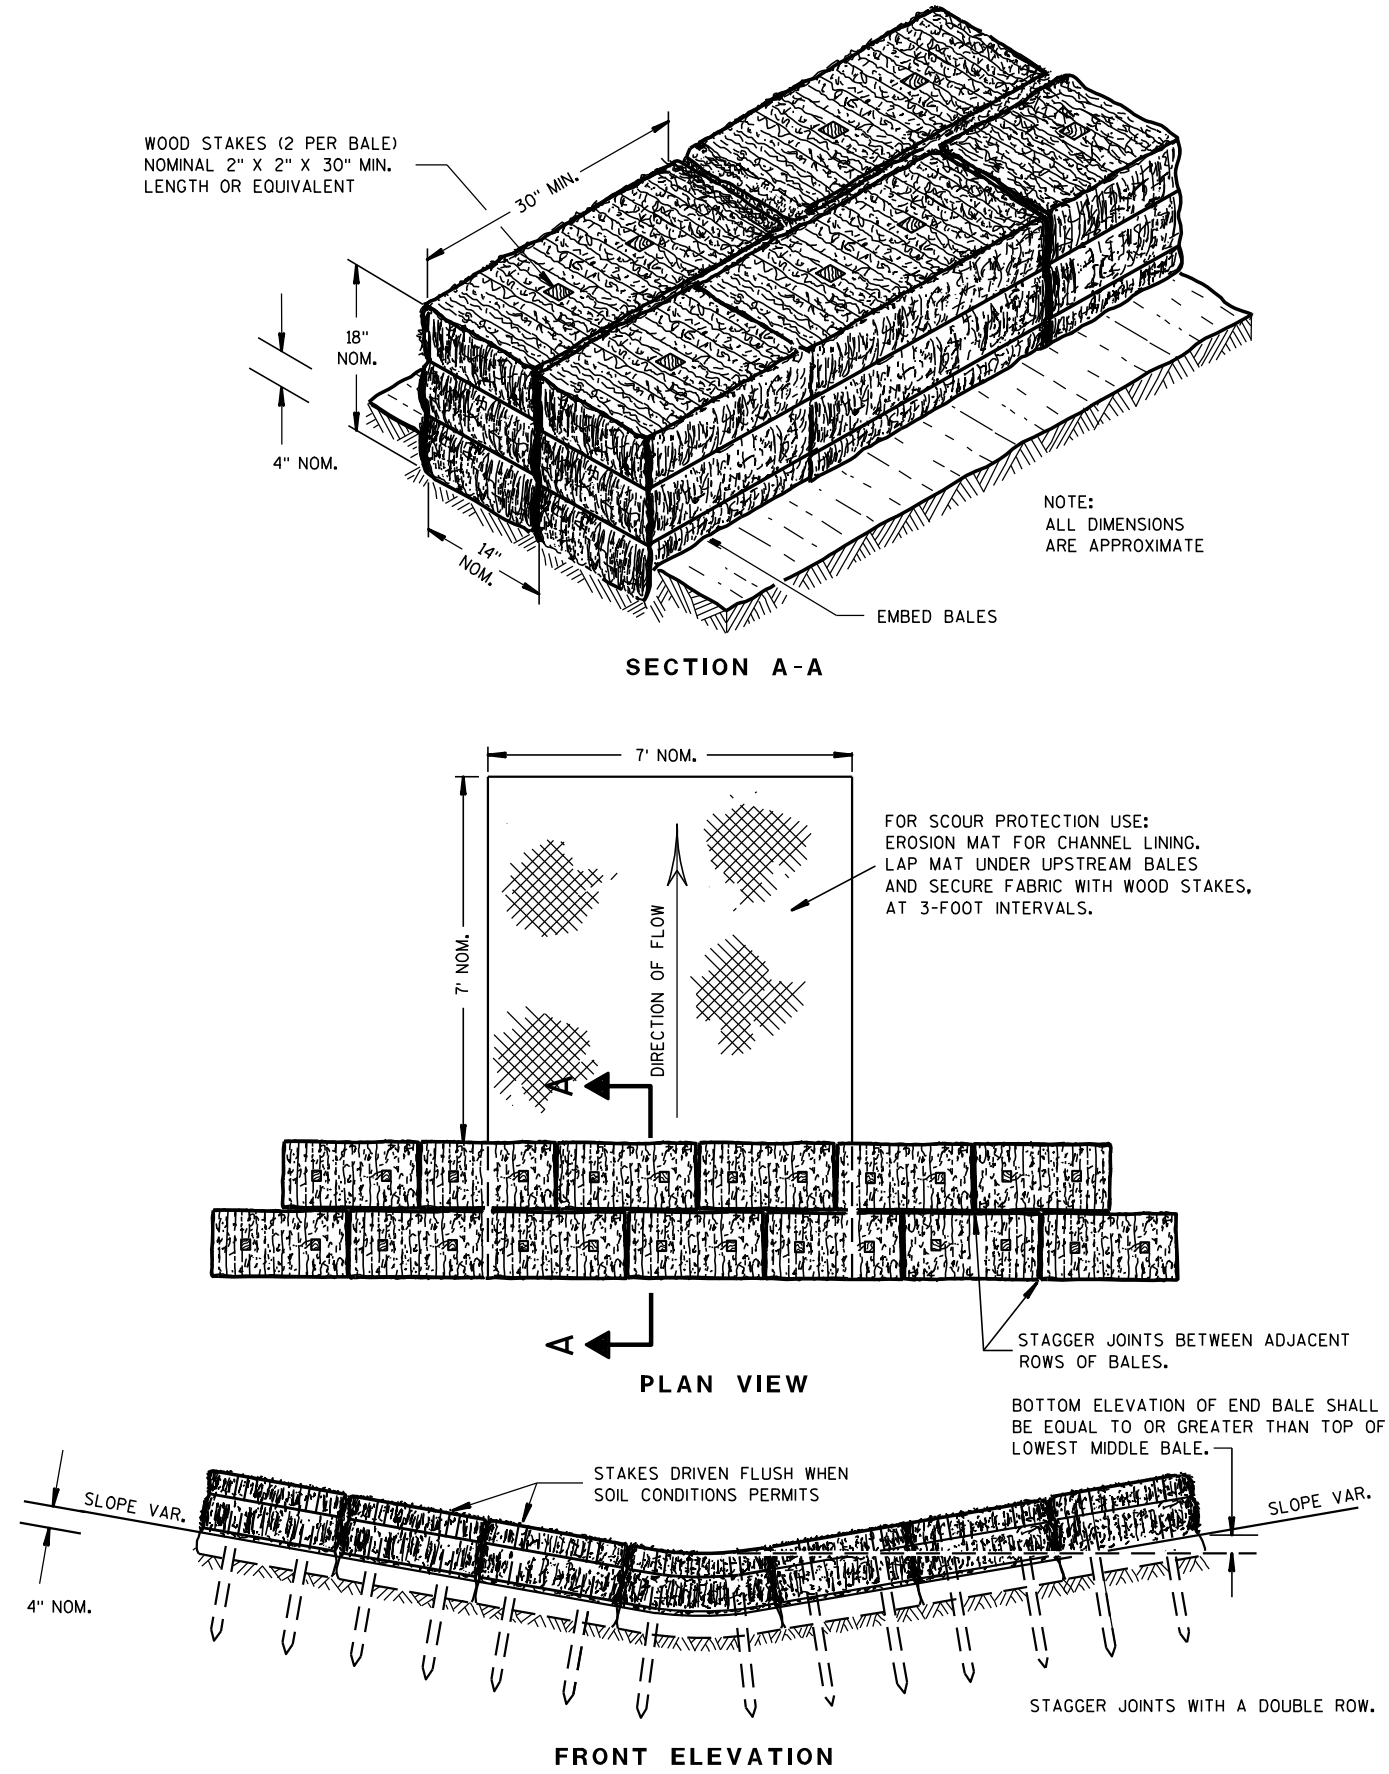 WOOD STAKES (2 PER BALE)
NOMINAL 2" X 2" X 30" MIN.
LENGTH OR EQUIVALENT
30" MIN.
18"
NOM.
4" NOM.
14"
NOM.
NOTE:
ALL DIMENSIONS
ARE APPROXIMATE
EMBED BALES
SECTION A-A
7' NOM.
7' NOM.
DIRECTION OF FLOW
FOR SCOUR PROTECTION USE:
EROSION MAT FOR CHANNEL LINING.
LAP MAT UNDER UPSTREAM BALES
AND SECURE FABRIC WITH WOOD STAKES,
AT 3-FOOT INTERVALS.
A
A
STAGGER JOINTS BETWEEN ADJACENT
ROWS OF BALES.
PLAN VIEW
BOTTOM ELEVATION OF END BALE SHALL
BE EQUAL TO OR GREATER THAN TOP OF
LOWEST MIDDLE BALE.
STAKES DRIVEN FLUSH WHEN
SOIL CONDITIONS PERMITS
SLOPE VAR.
SLOPE VAR.
4" NOM.
STAGGER JOINTS WITH A DOUBLE ROW.
FRONT ELEVATION